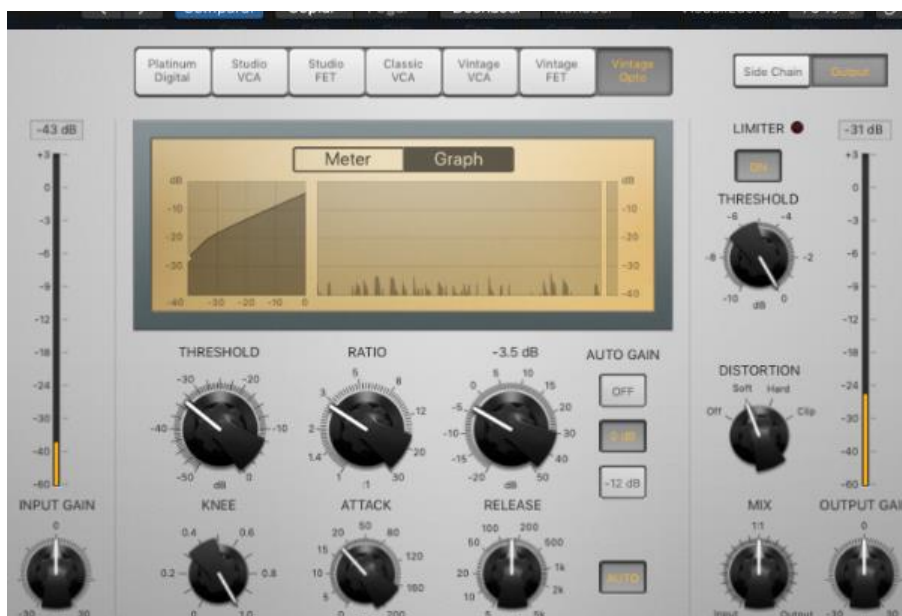 Platinum Digital
Studio VCA
Studio FET
Classic VCA
Vintage VCA
Vintage FET
Vintage Opto
Side Chain
Output
-43 dB
LIMITER
-31 dB
Meter
Graph
ON
dB
-10
-20
-30
-40 -30 -20 -10 0
dB
-10
-20
-30
-40
THRESHOLD
-6 -4
-8 -2
-10 0
dB
+3
0
-3
-6
-9
-12
-18
-24
-30
-40
-60
+3
0
-3
-6
-9
-12
-18
-24
-30
-40
-60
THRESHOLD
-30 -20
-40 -10
-50 0
dB
RATIO
5 8
3 12
2 20
1.4 30
1 :1
-3.5 dB
0 5 10 15
-5 20
-10 30
-15 40
-20 50
dB
AUTO GAIN
OFF
0 dB
-12 dB
DISTORTION
Soft Hard
Off Clip
INPUT GAIN
0
-30 30
KNEE
0.4 0.6
0.2 0.8
0 1.0
ATTACK
20 50 80
15 120
10 160
5 200
0
RELEASE
100 200
50 500
20 1k
10 2k
5 5k
AUTO
MIX
1:1
Input Output
OUTPUT GAI
0
-30 30